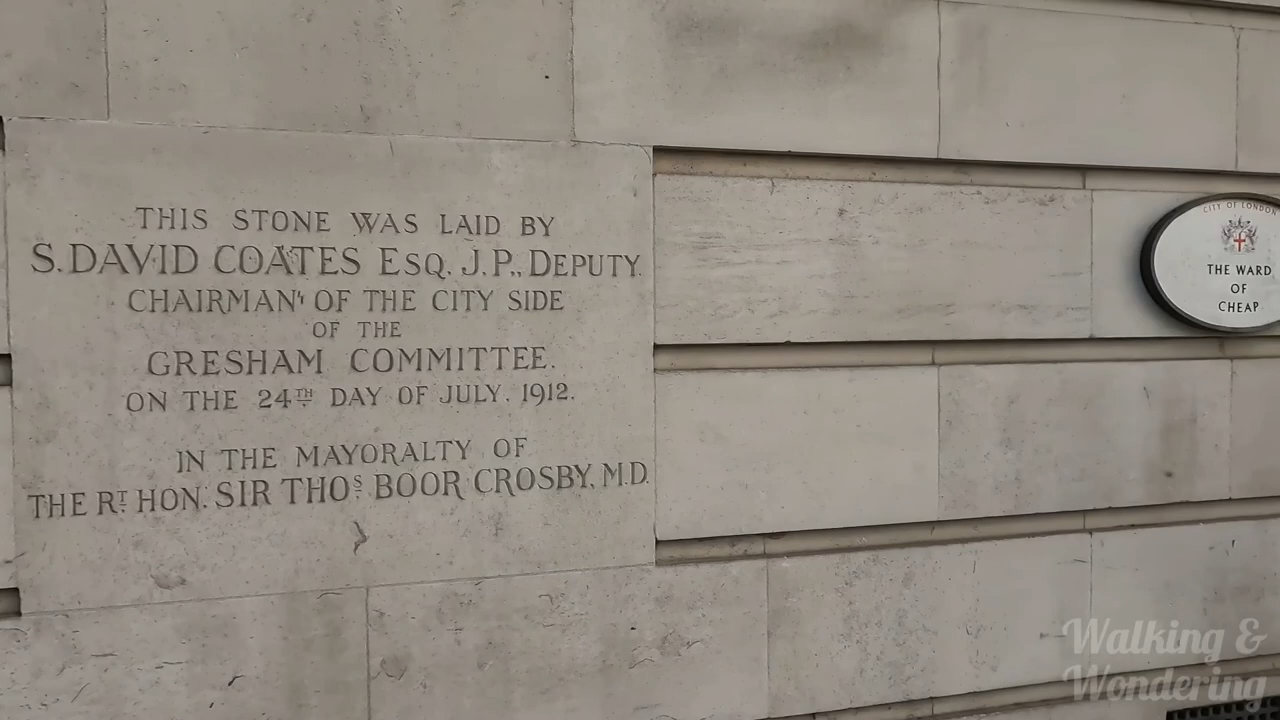 THIS STONE WAS LAID BY
S. DAVID COATES ESQ. J.P., DEPUTY.
CHAIRMAN OF THE CITY SIDE
OF THE
GRESHAM COMMITTEE.
ON THE 24TH DAY OF JULY. 1912.
IN THE MAYORALTY OF
THE RT HON. SIR THOS BOOR CROSBY, M.D.
CITY OF LONDON
THE WARD
OF
CHEAP
Walking &
Wondering